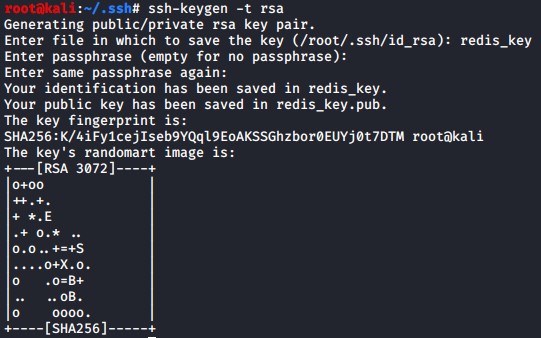 root@kali:~/.ssh# ssh-keygen -t rsa
Generating public/private rsa key pair.
Enter file in which to save the key (/root/.ssh/id_rsa): redis_key
Enter passphrase (empty for no passphrase):
Enter same passphrase again:
Your identification has been saved in redis_key.
Your public key has been saved in redis_key.pub.
The key fingerprint is:
SHA256:K/4iFy1cejIseb9YQql9EoAKSSGhzbor0EUYj0t7DTM root@kali
The key's randomart image is:
+---[RSA 3072]----+
|o+oo             |
|++.+.            |
|+ *.E            |
|.+ o.* ..        |
|o.o..+=+S        |
|....o+X.o.       |
|o   .o=B+        |
|..   ..oB.       |
|o    oooo.       |
+----[SHA256]-----+